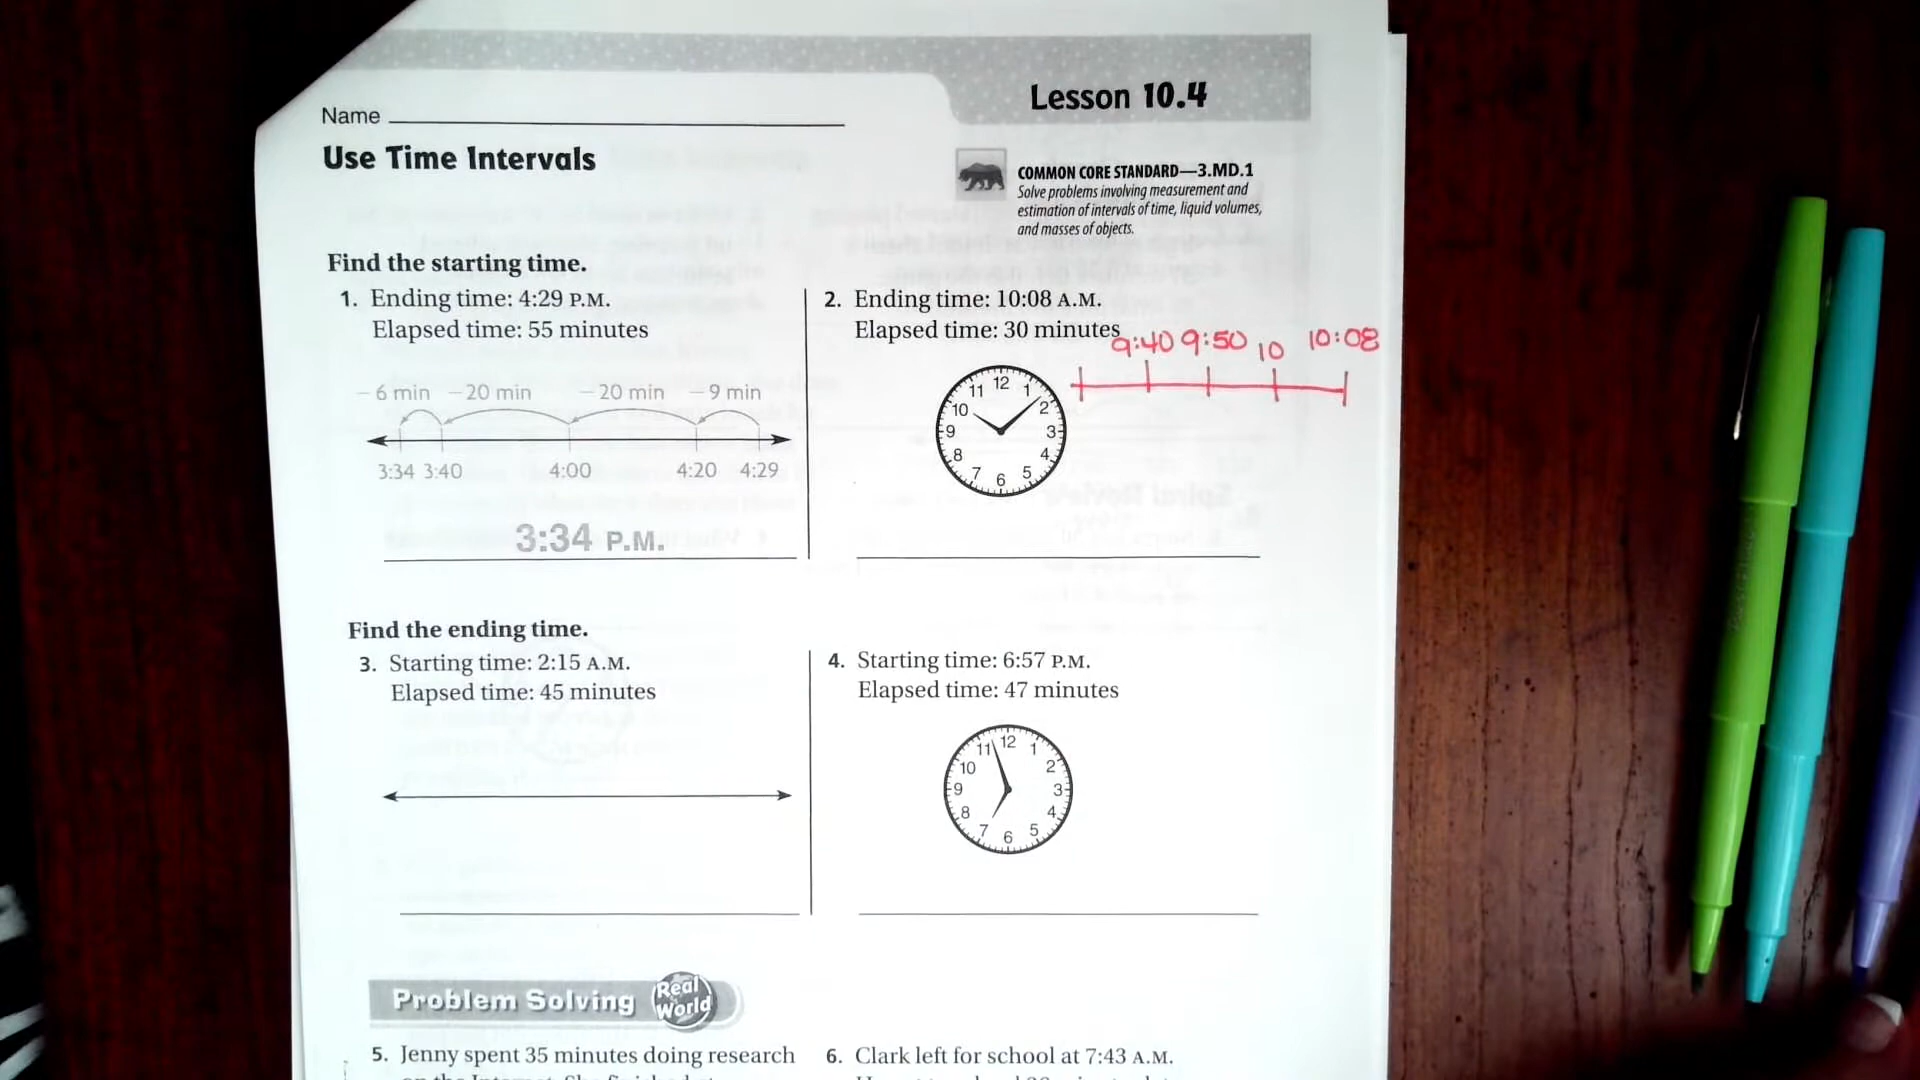 Lesson 10.4
Name
Use Time Intervals
COMMON CORE STANDARD—3.MD.1
Solve problems involving measurement and
estimation of intervals of time, liquid volumes,
and masses of objects.
Find the starting time.
1. Ending time: 4:29 P.M.
Elapsed time: 55 minutes
− 6 min − 20 min − 20 min − 9 min
3:34 3:40 4:00 4:20 4:29
3:34 P.M.
2. Ending time: 10:08 A.M.
Elapsed time: 30 minutes
9:40 9:50 10 10:08
12
1
2
3
4
5
6
7
8
9
10
11
Find the ending time.
3. Starting time: 2:15 A.M.
Elapsed time: 45 minutes
4. Starting time: 6:57 P.M.
Elapsed time: 47 minutes
12
1
2
3
4
5
6
7
8
9
10
11
Problem Solving Real World
5. Jenny spent 35 minutes doing research
6. Clark left for school at 7:43 A.M.